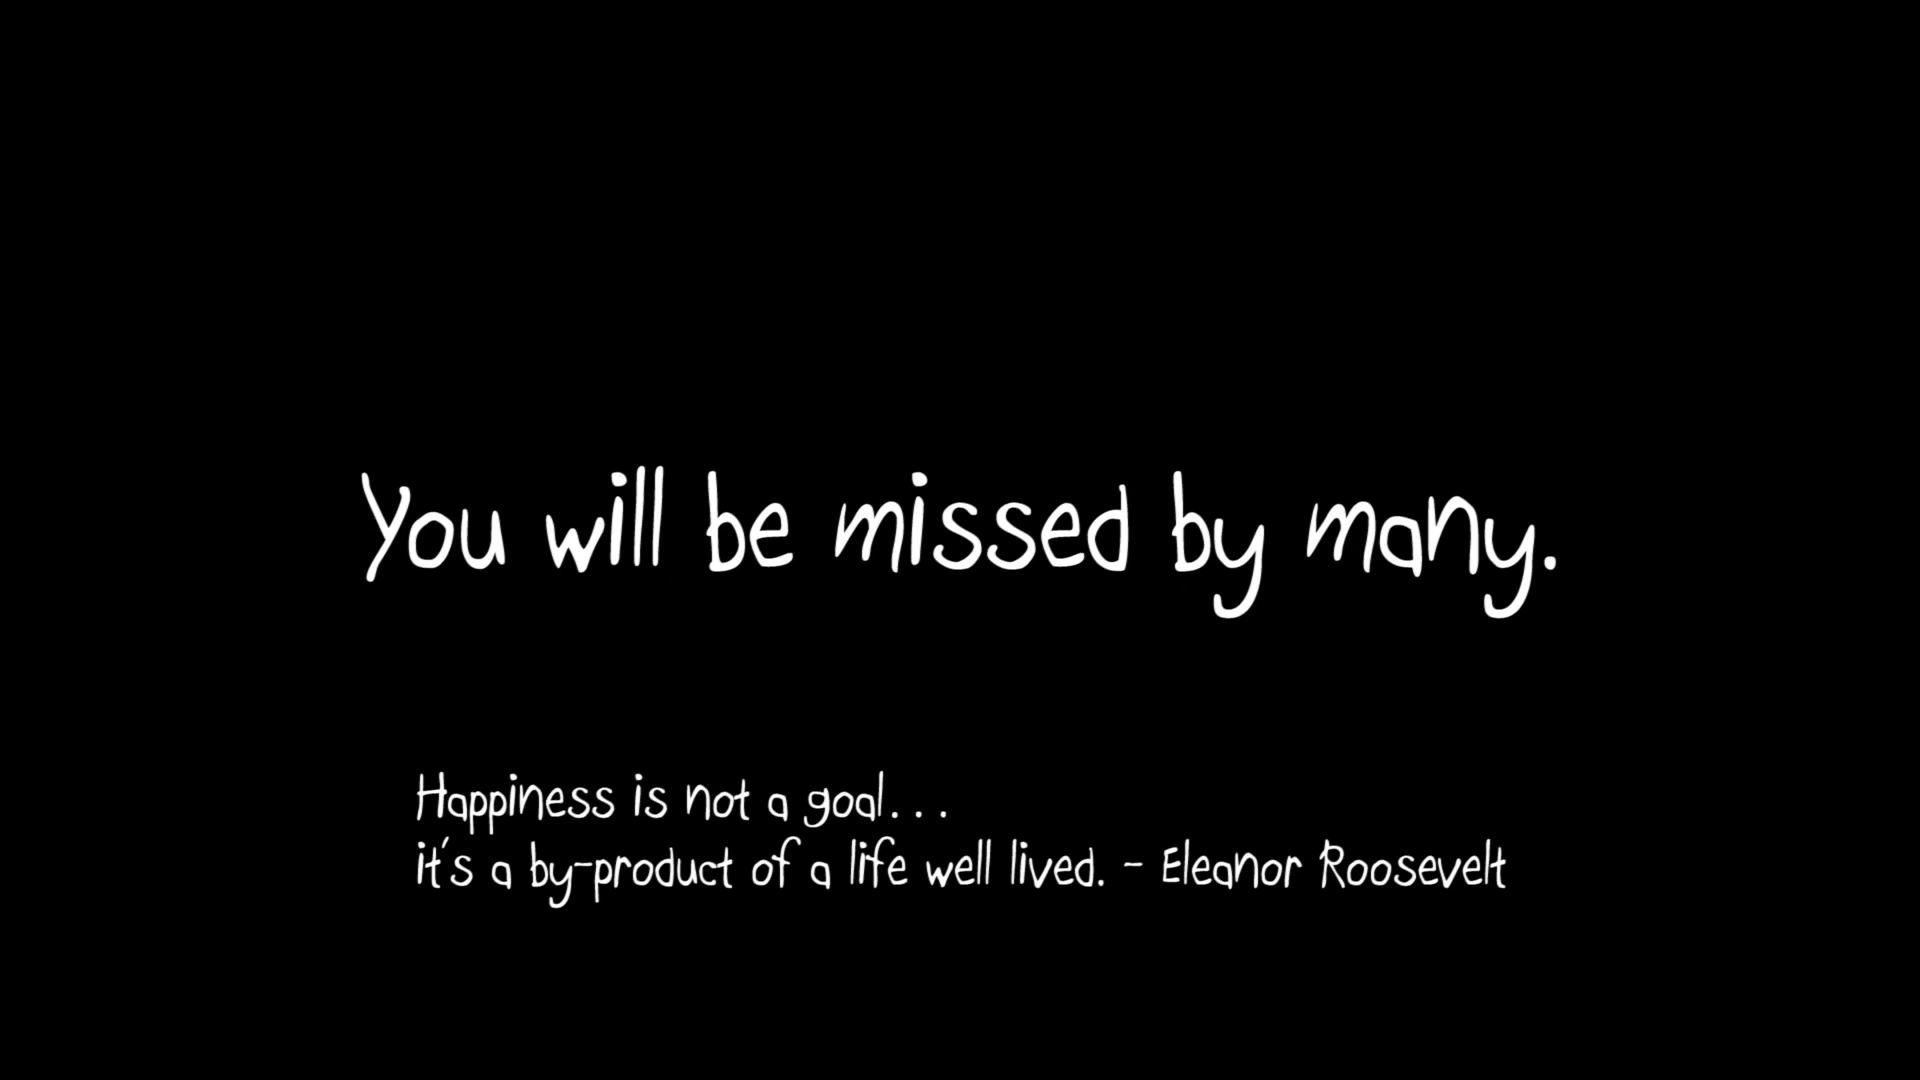 You will be missed by many.
Happiness is not a goal...
it's a by-product of a life well lived. - Eleanor Roosevelt